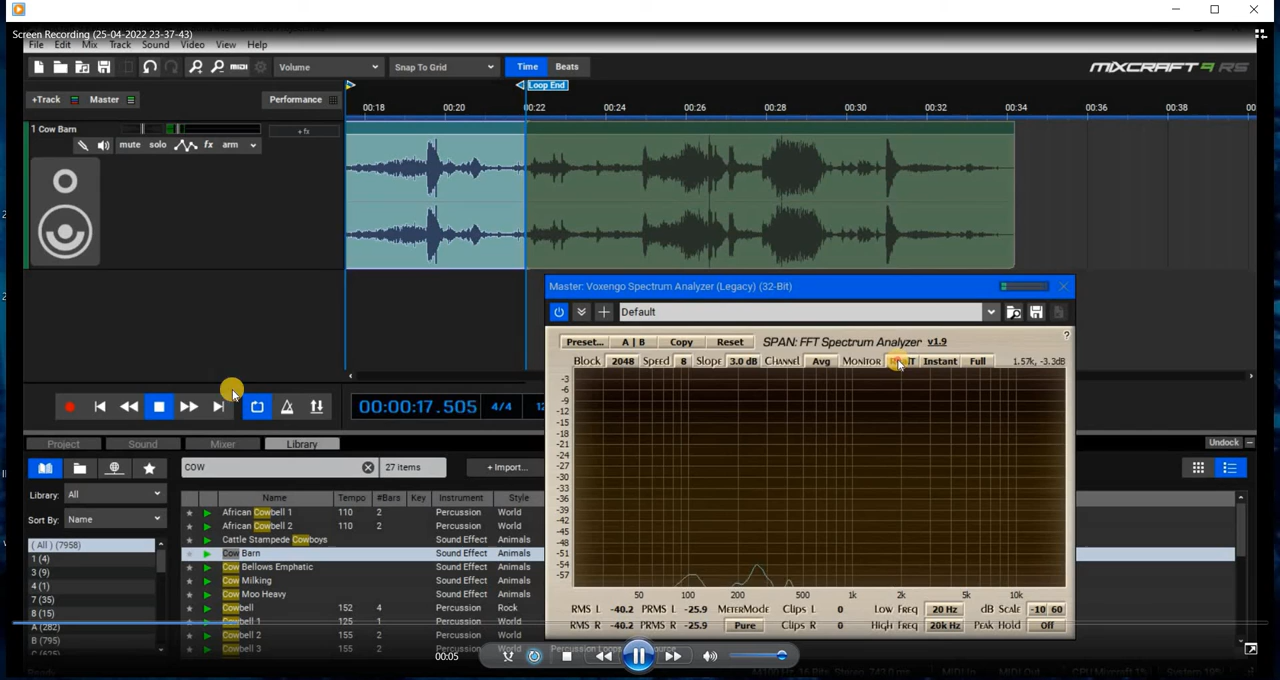 Screen Recording (25-04-2022 23-37-43)
File Edit Mix Track Sound Video View Help
Volume Snap To Grid Time Beats MIXCRAFT 9 RS
Loop End
+Track Master Performance
00:18 00:20 00:22 00:24 00:26 00:28 00:30 00:32 00:34 00:36 00:38 00
1 Cow Barn
+fx
mute solo fx arm
Master: Voxengo Spectrum Analyzer (Legacy) (32-Bit)
Default
Preset... A | B Copy Reset SPAN: FFT Spectrum Analyzer v1.9 ?
Block 2048 Speed 8 Slope 3.0 dB Channel Avg Monitor Instant Full 1.57k, -3.3dB
-3
-6
-9
-12
-15
-18
-21
-24
-27
-30
-33
-36
-39
-42
-45
-48
-51
-54
-57
50 100 200 500 1k 2k 5k 10k
RMS L -40.2 PRMS L -25.9 MeterMode Clips L 0 Low Freq 20 Hz dB Scale -10 60
RMS R -40.2 PRMS R -25.9 Pure Clips R 0 High Freq 20k Hz Peak Hold Off
00:00:17.505 4/4 12
Project Sound Mixer Library Undock
COW 27 items + Import...
Library: All
Sort By: Name
( All ) (7958)
1 (4)
3 (9)
4 (1)
7 (35)
8 (15)
A (282)
B (795)
C (625)
Name Tempo #Bars Key Instrument Style
African Cowbell 1 110 2 Percussion World
African Cowbell 2 110 2 Percussion World
Cattle Stampede Cowboys Sound Effect Animals
Cow Barn Sound Effect Animals
Cow Bellows Emphatic Sound Effect Animals
Cow Milking Sound Effect Animals
Cow Moo Heavy Sound Effect Animals
Cowbell 152 4 Percussion Rock
Cowbell 1 125 1 Percussion World
Cowbell 2 155 2 Percussion World
Cowbell 3 155 2 Percussion World
00:05